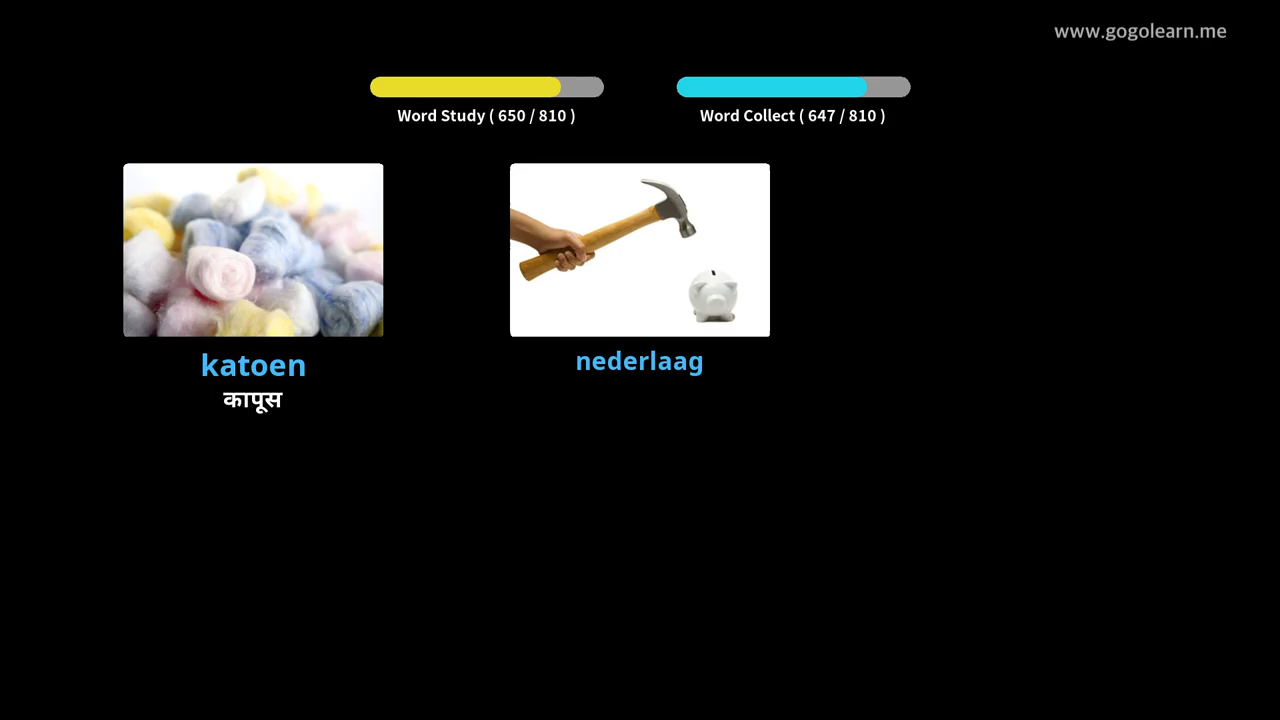 www.gogolearn.me
Word Study ( 650 / 810 )
Word Collect ( 647 / 810 )
katoen
कापूस
nederlaag